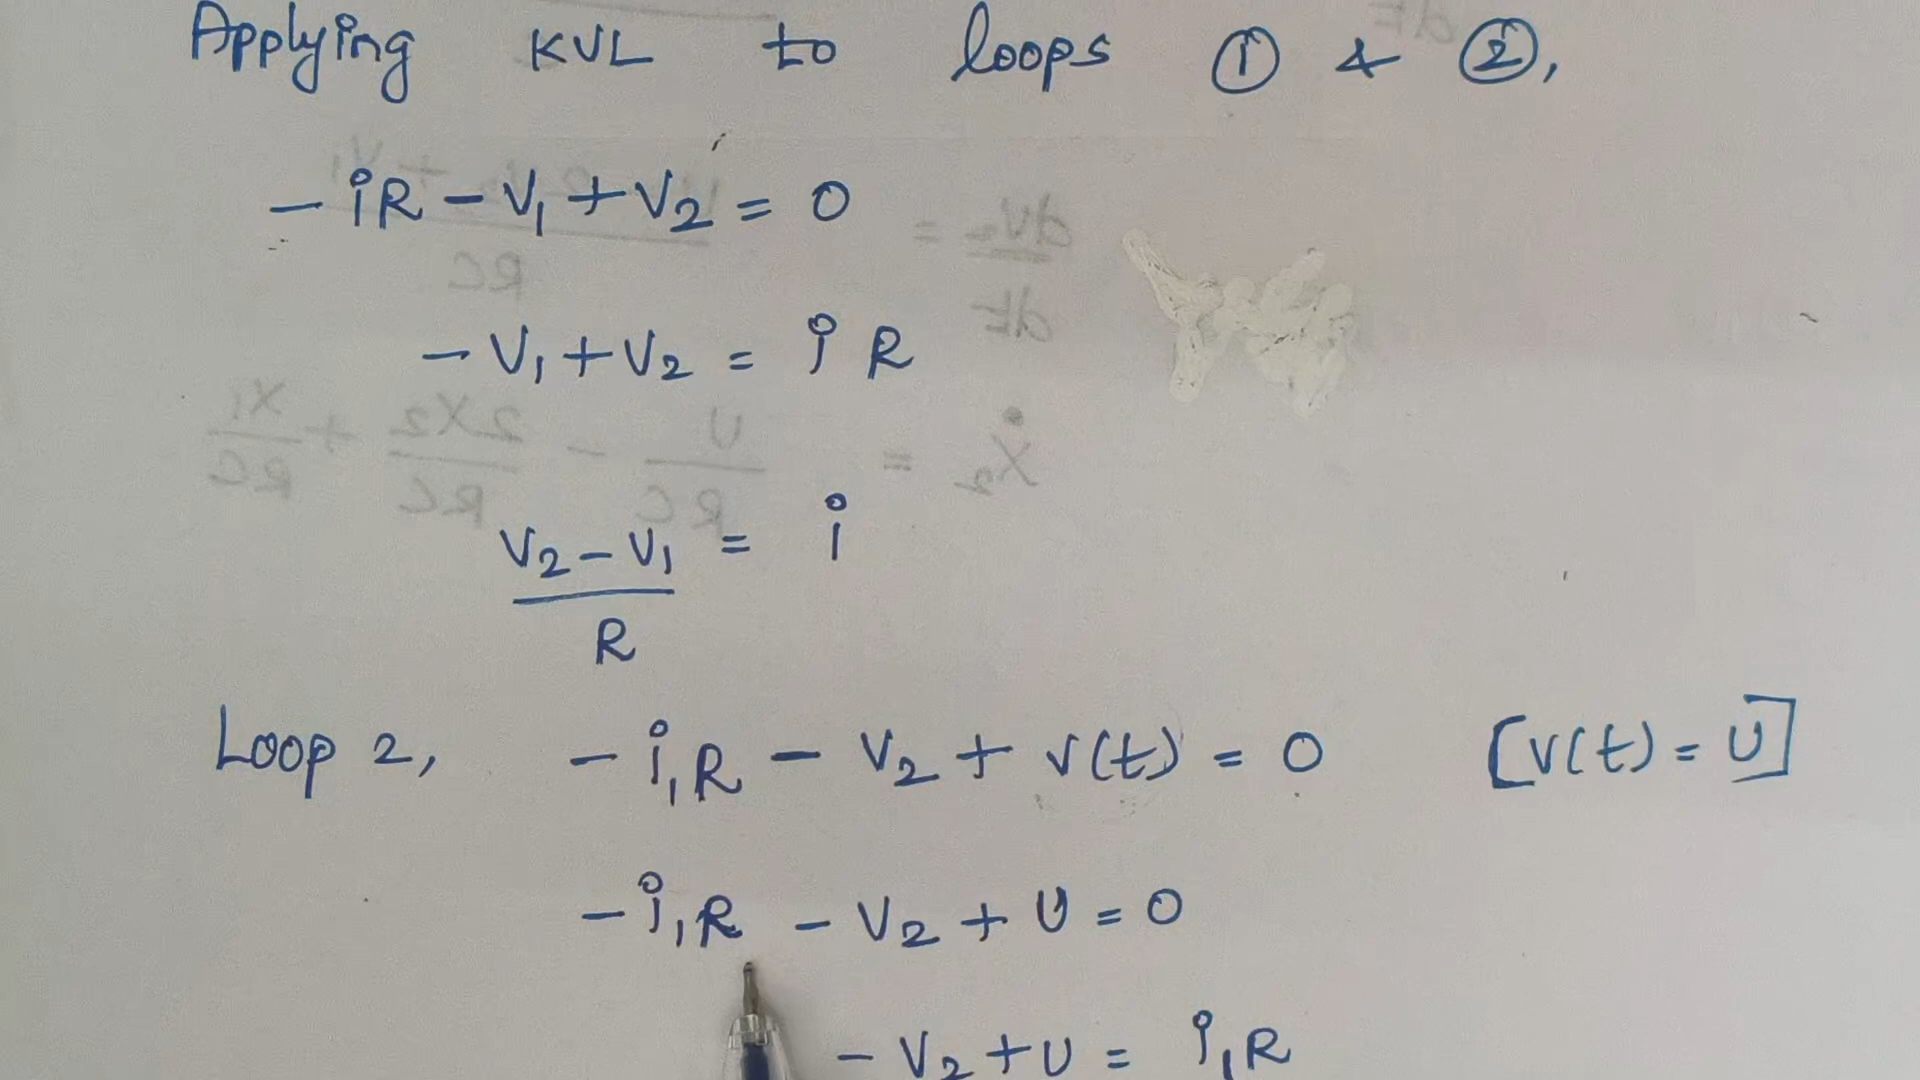 Applying KVL to loops ① & ②,
- iR - V₁ + V₂ = 0
- V₁ + V₂ = i R
V₂ - V₁ = i
R
Loop 2, - i₁R - V₂ + v(t) = 0 [v(t) = U]
- i₁R - V₂ + U = 0
- V₂ + U = i₁R